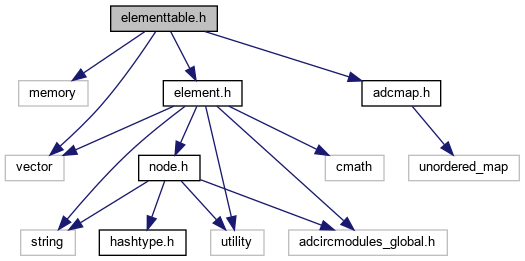 elementtable.h
memory
element.h
adcmap.h
vector
node.h
cmath
unordered_map
string
hashtype.h
utility
adcircmodules_global.h